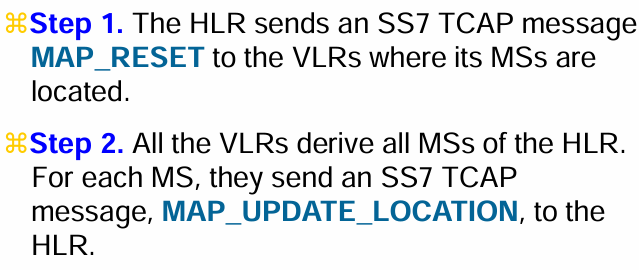 ⌘Step 1. The HLR sends an SS7 TCAP message
MAP_RESET to the VLRs where its MSs are
located.
⌘Step 2. All the VLRs derive all MSs of the HLR.
For each MS, they send an SS7 TCAP
message, MAP_UPDATE_LOCATION, to the
HLR.